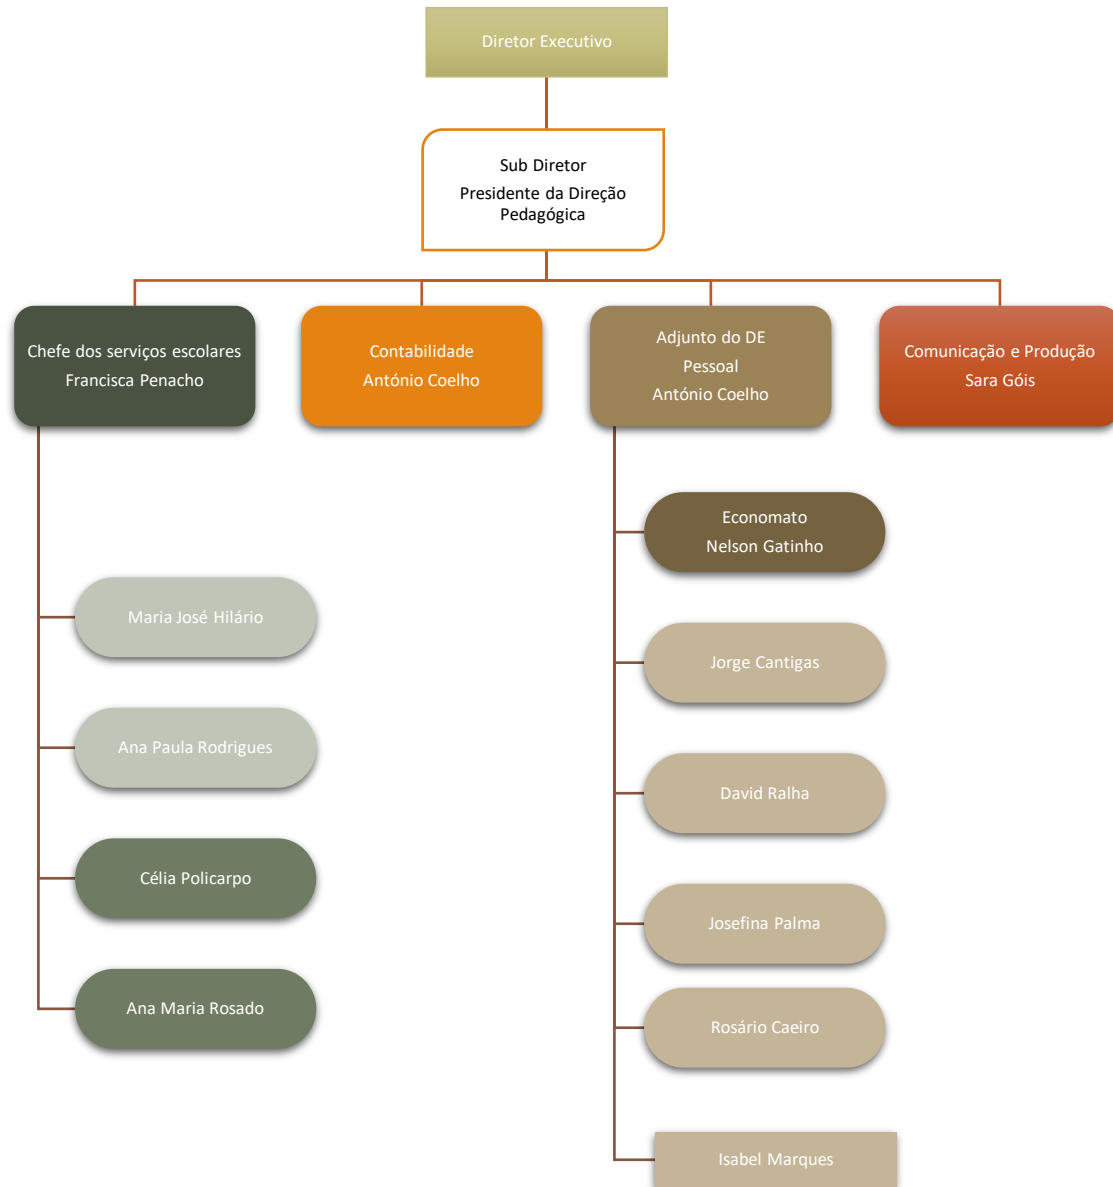 Diretor Executivo
Sub Diretor
Presidente da Direção
Pedagógica
Chefe dos serviços escolares
Francisca Penacho
Contabilidade
António Coelho
Adjunto do DE
Pessoal
António Coelho
Comunicação e Produção
Sara Góis
Maria José Hilário
Ana Paula Rodrigues
Célia Policarpo
Ana Maria Rosado
Economato
Nelson Gatinho
Jorge Cantigas
David Ralha
Josefina Palma
Rosário Caeiro
Isabel Marques